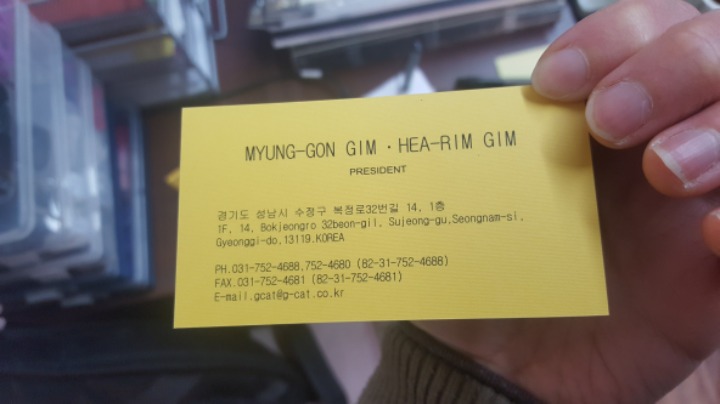 MYUNG-GON GIM · HEA-RIM GIM
PRESIDENT
경기도 성남시 수정구 복정로32번길 14, 1층
1F, 14, Bokjeongro 32beon-gil, Sujeong-gu,Seongnam-si,
Gyeonggi-do,13119.KOREA
PH.031-752-4688,752-4680 (82-31-752-4688)
FAX.031-752-4681 (82-31-752-4681)
E-mail.gcat@g-cat.co.kr